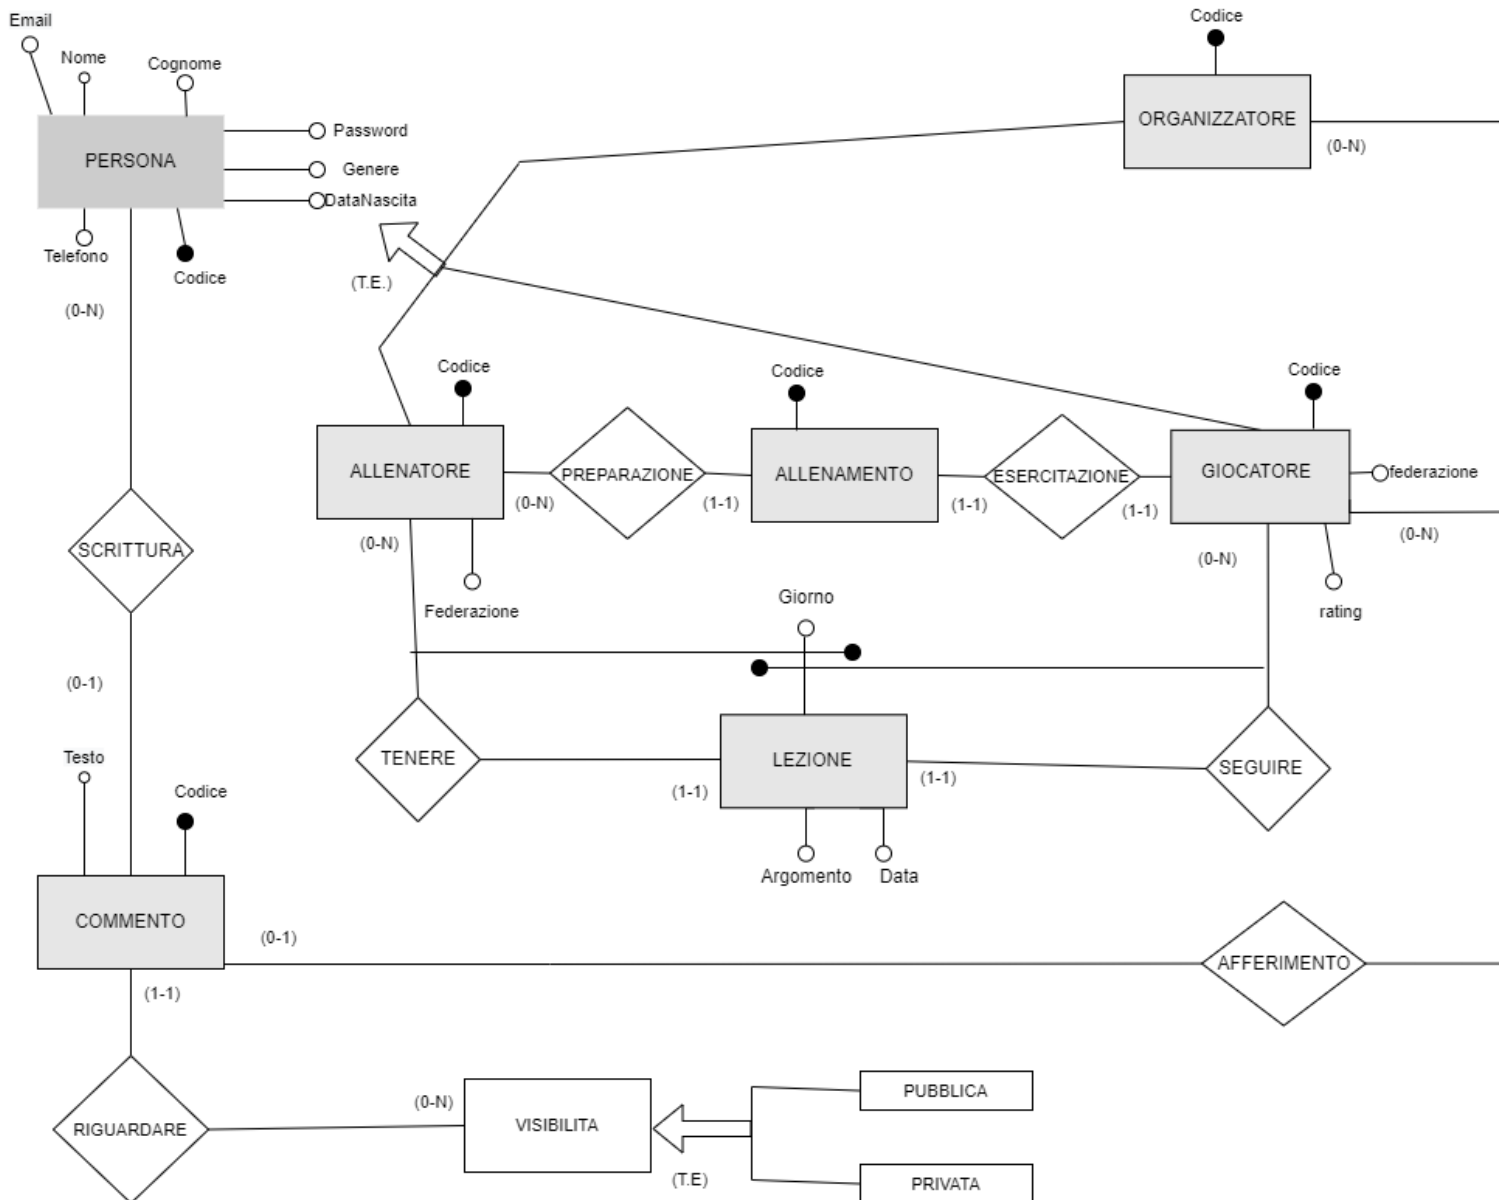 Email
Nome
Cognome
Codice
PERSONA
Password
Genere
DataNascita
ORGANIZZATORE
(0-N)
Telefono
Codice
(T.E.)
(0-N)
Codice
Codice
Codice
ALLENATORE
PREPARAZIONE
ALLENAMENTO
ESERCITAZIONE
GIOCATORE
federazione
(0-N)
(1-1)
(1-1)
(1-1)
(0-N)
(0-N)
(0-N)
SCRITTURA
Federazione
Giorno
rating
(0-1)
Testo
Codice
TENERE
LEZIONE
SEGUIRE
(1-1)
(1-1)
Argomento
Data
COMMENTO
(0-1)
AFFERIMENTO
(1-1)
RIGUARDARE
(0-N)
VISIBILITA
PUBBLICA
(T.E)
PRIVATA